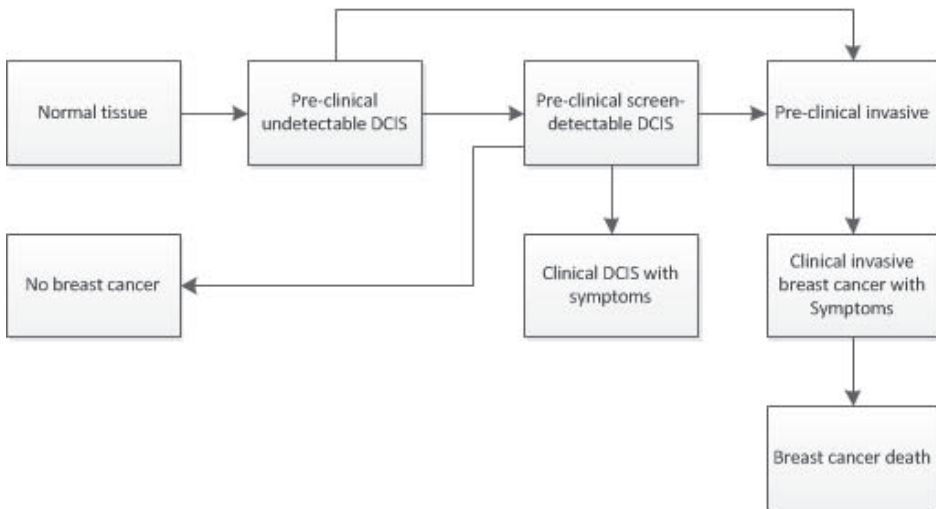 Normal tissue
Pre-clinical
undetectable DCIS
Pre-clinical screen-
detectable DCIS
Pre-clinical invasive
No breast cancer
Clinical DCIS with
symptoms
Clinical invasive
breast cancer with
Symptoms
Breast cancer death